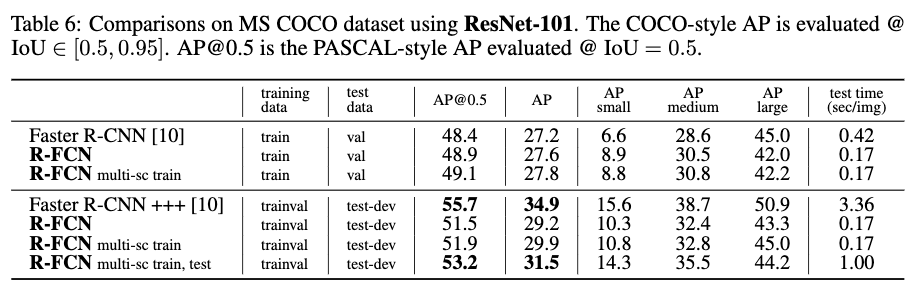 Table 6: Comparisons on MS COCO dataset using ResNet-101. The COCO-style AP is evaluated @
IoU ∈ [0.5, 0.95]. AP@0.5 is the PASCAL-style AP evaluated @ IoU = 0.5.
training data | test data | AP@0.5 | AP | AP small | AP medium | AP large | test time (sec/img)
Faster R-CNN [10] | train | val | 48.4 | 27.2 | 6.6 | 28.6 | 45.0 | 0.42
R-FCN | train | val | 48.9 | 27.6 | 8.9 | 30.5 | 42.0 | 0.17
R-FCN multi-sc train | train | val | 49.1 | 27.8 | 8.8 | 30.8 | 42.2 | 0.17
Faster R-CNN +++ [10] | trainval | test-dev | 55.7 | 34.9 | 15.6 | 38.7 | 50.9 | 3.36
R-FCN | trainval | test-dev | 51.5 | 29.2 | 10.3 | 32.4 | 43.3 | 0.17
R-FCN multi-sc train | trainval | test-dev | 51.9 | 29.9 | 10.8 | 32.8 | 45.0 | 0.17
R-FCN multi-sc train, test | trainval | test-dev | 53.2 | 31.5 | 14.3 | 35.5 | 44.2 | 1.00